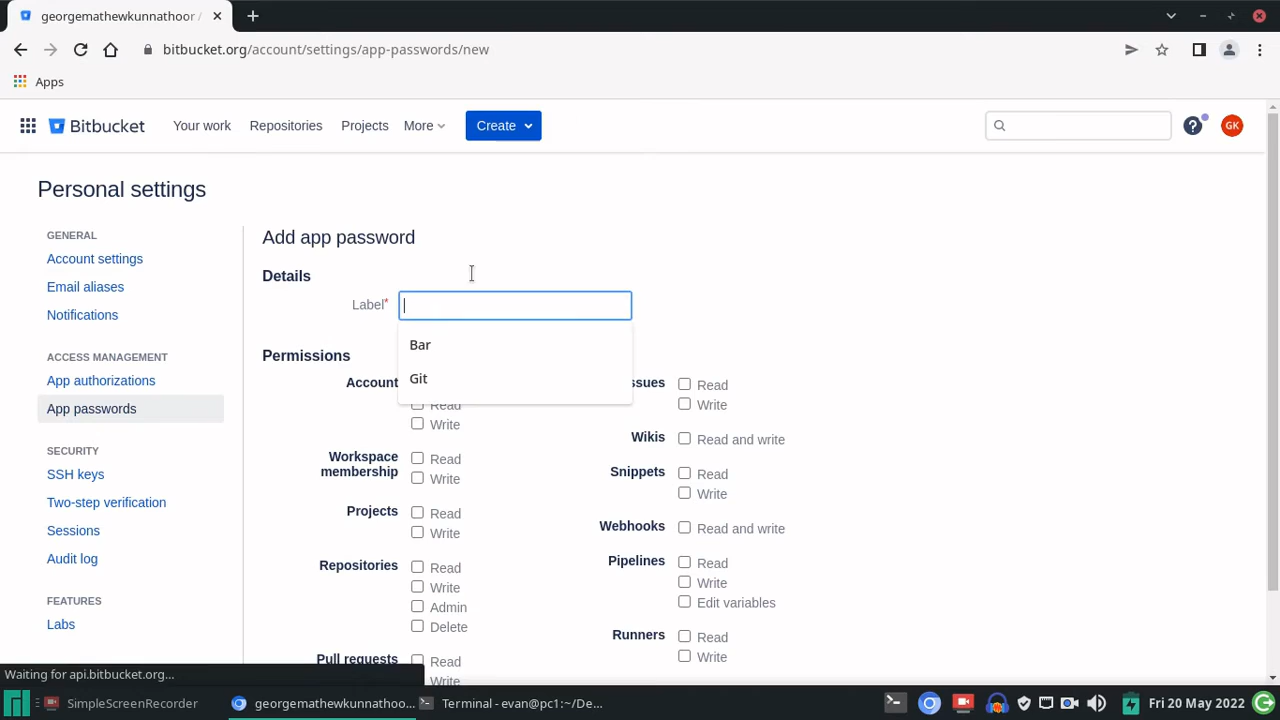 georgemathewkunnathoor /
bitbucket.org/account/settings/app-passwords/new
Apps
Bitbucket
Your work
Repositories
Projects
More
Create
GK
Personal settings
GENERAL
Account settings
Email aliases
Notifications
ACCESS MANAGEMENT
App authorizations
App passwords
SECURITY
SSH keys
Two-step verification
Sessions
Audit log
FEATURES
Labs
Add app password
Details
Label*
Bar
Git
Permissions
Account
Read
Write
Workspace membership
Read
Write
Projects
Read
Write
Repositories
Read
Write
Admin
Delete
Pull requests
Read
Write
ssues
Read
Write
Wikis
Read and write
Snippets
Read
Write
Webhooks
Read and write
Pipelines
Read
Write
Edit variables
Runners
Read
Write
Waiting for api.bitbucket.org...
SimpleScreenRecorder
georgemathewkunnathoo...
Terminal - evan@pc1:~/De...
Fri 20 May 2022